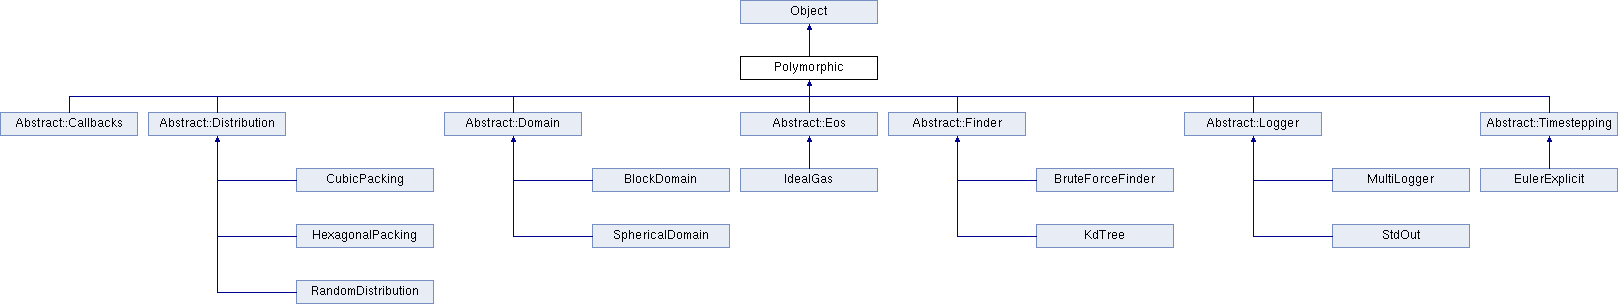 Object
Polymorphic
Abstract::Callbacks
Abstract::Distribution
Abstract::Domain
Abstract::Eos
Abstract::Finder
Abstract::Logger
Abstract::Timestepping
CubicPacking
BlockDomain
IdealGas
BruteForceFinder
MultiLogger
EulerExplicit
HexagonalPacking
SphericalDomain
KdTree
StdOut
RandomDistribution